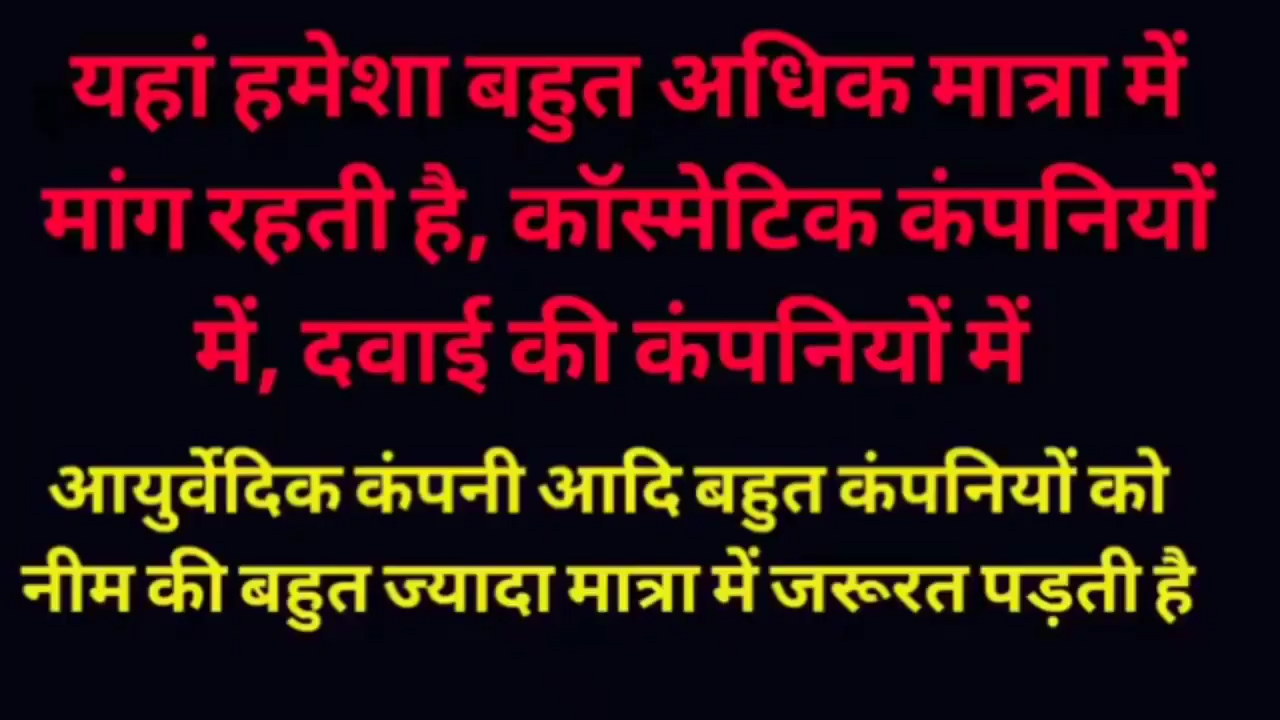 यहां हमेशा बहुत अधिक मात्रा में
मांग रहती है, कॉस्मेटिक कंपनियों
में, दवाई की कंपनियों में
आयुर्वेदिक कंपनी आदि बहुत कंपनियों को
नीम की बहुत ज्यादा मात्रा में जरूरत पड़ती है